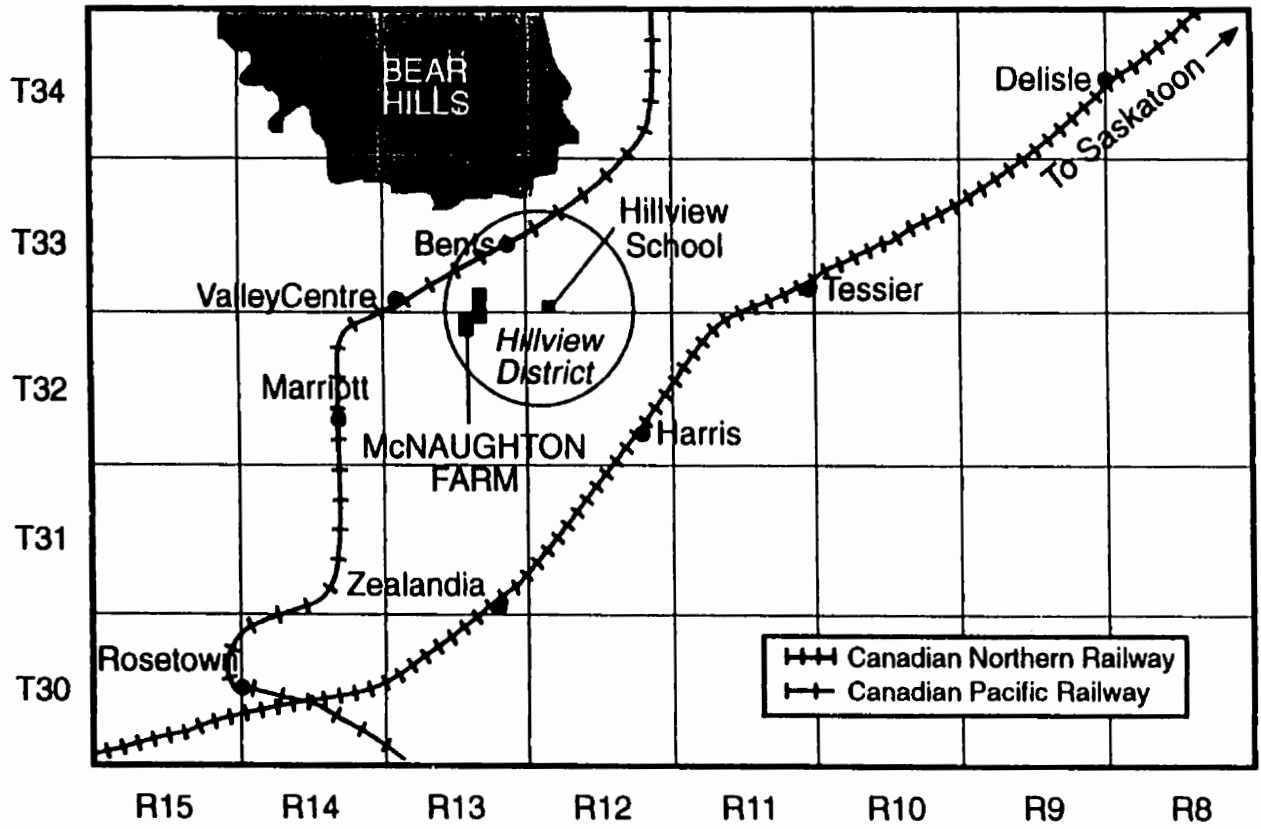 T34
BEAR
HILLS
Delisle
To Saskatoon
T33
Bents
Hillview
School
ValleyCentre
Tessier
Hillview
District
T32
Marriott
Harris
McNAUGHTON
FARM
T31
Zealandia
Rosetown
T30
Canadian Northern Railway
Canadian Pacific Railway
R15 R14 R13 R12 R11 R10 R9 R8